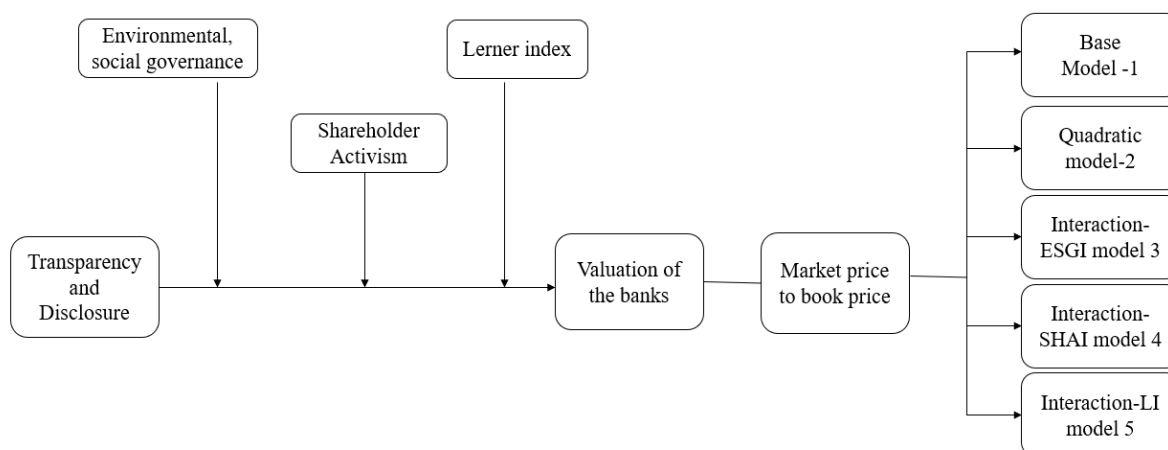 Environmental,
social governance
Lerner index
Shareholder
Activism
Transparency
and
Disclosure
Valuation of
the banks
Market price
to book price
Base
Model -1
Quadratic
model-2
Interaction-
ESGI model 3
Interaction-
SHAI model 4
Interaction-LI
model 5